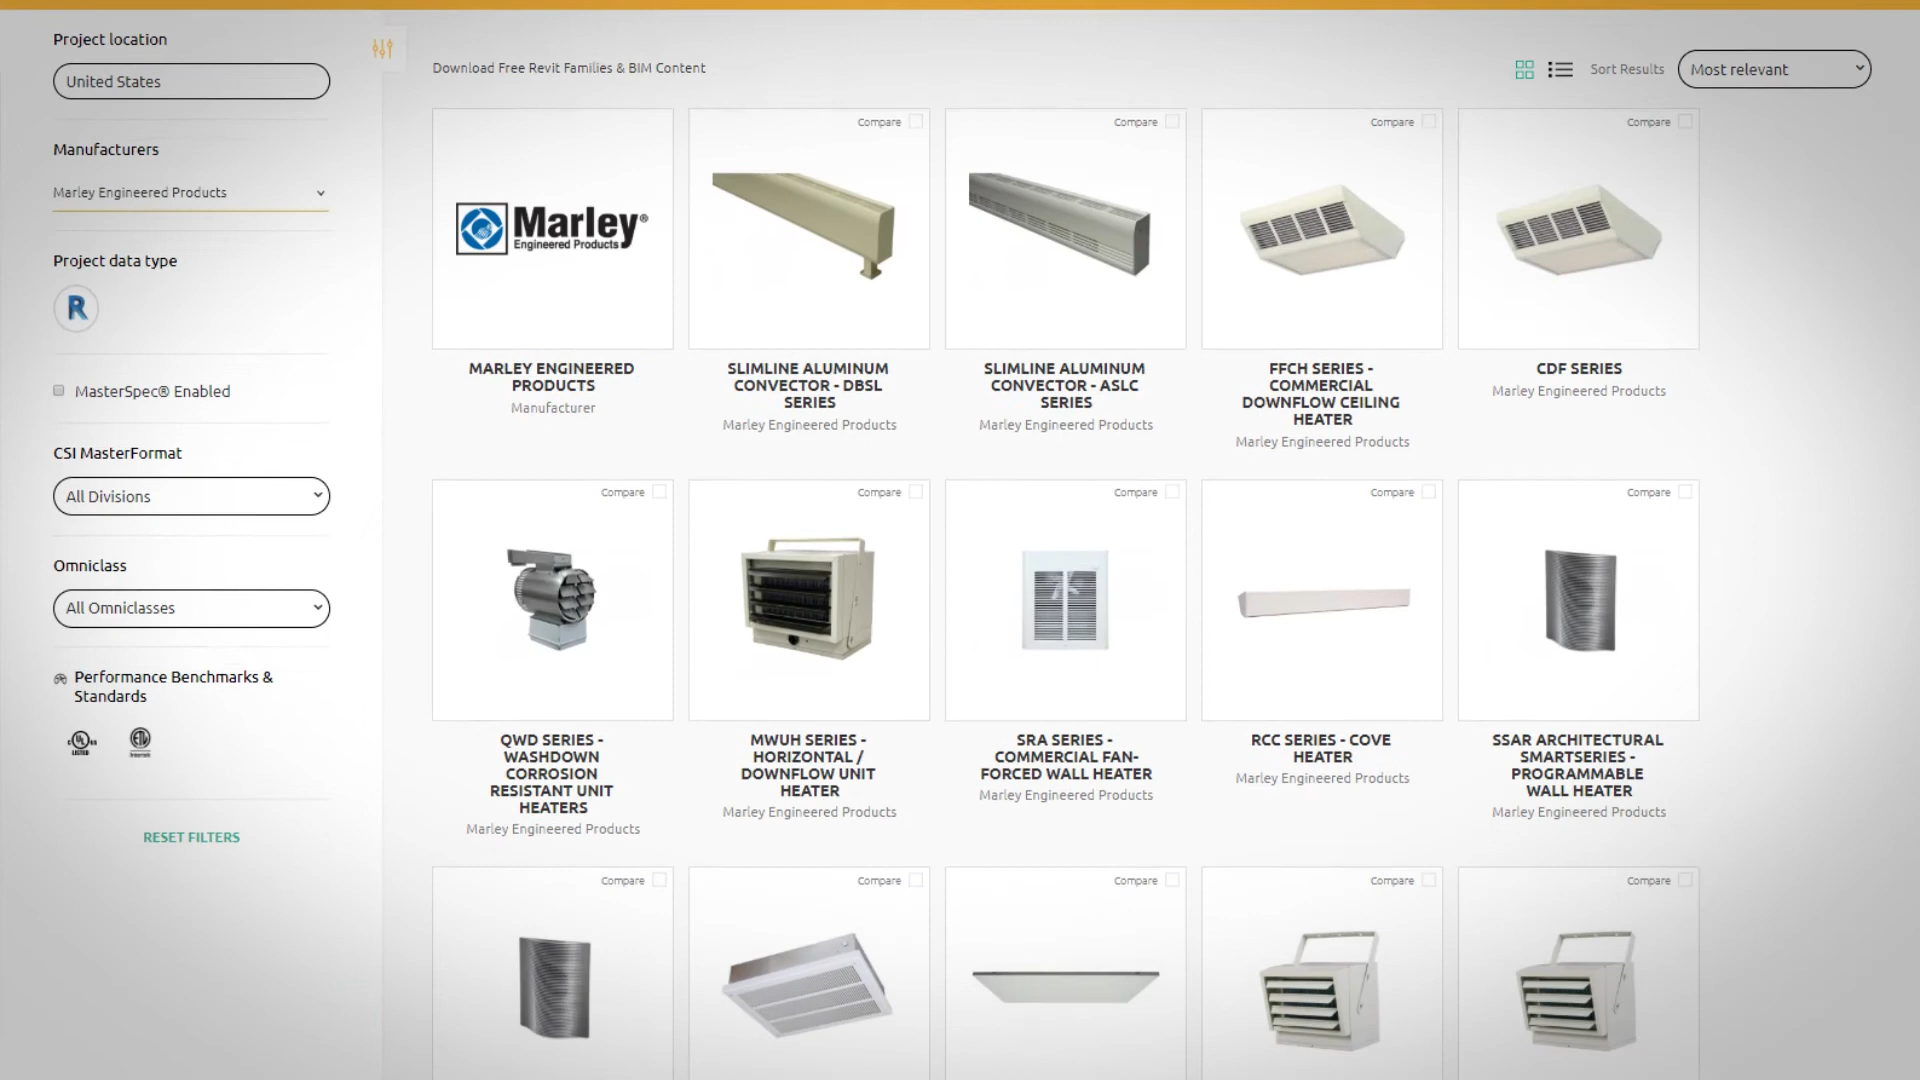 Project location
United States
Manufacturers
Marley Engineered Products
Project data type
R
MasterSpec® Enabled
CSI MasterFormat
All Divisions
Omniclass
All Omniclasses
Performance Benchmarks &
Standards
C UL US
LISTED
ETL
Intertek
RESET FILTERS
Download Free Revit Families & BIM Content
Sort Results
Most relevant
Marley®
Engineered Products
MARLEY ENGINEERED
PRODUCTS
Manufacturer
Compare
SLIMLINE ALUMINUM
CONVECTOR - DBSL
SERIES
Marley Engineered Products
Compare
SLIMLINE ALUMINUM
CONVECTOR - ASLC
SERIES
Marley Engineered Products
Compare
FFCH SERIES -
COMMERCIAL
DOWNFLOW CEILING
HEATER
Marley Engineered Products
Compare
CDF SERIES
Marley Engineered Products
Compare
QWD SERIES -
WASHDOWN
CORROSION
RESISTANT UNIT
HEATERS
Marley Engineered Products
Compare
MWUH SERIES -
HORIZONTAL /
DOWNFLOW UNIT
HEATER
Marley Engineered Products
Compare
SRA SERIES -
COMMERCIAL FAN-
FORCED WALL HEATER
Marley Engineered Products
Compare
RCC SERIES - COVE
HEATER
Marley Engineered Products
Compare
SSAR ARCHITECTURAL
SMARTSERIES -
PROGRAMMABLE
WALL HEATER
Marley Engineered Products
Compare
Compare
Compare
Compare
Compare